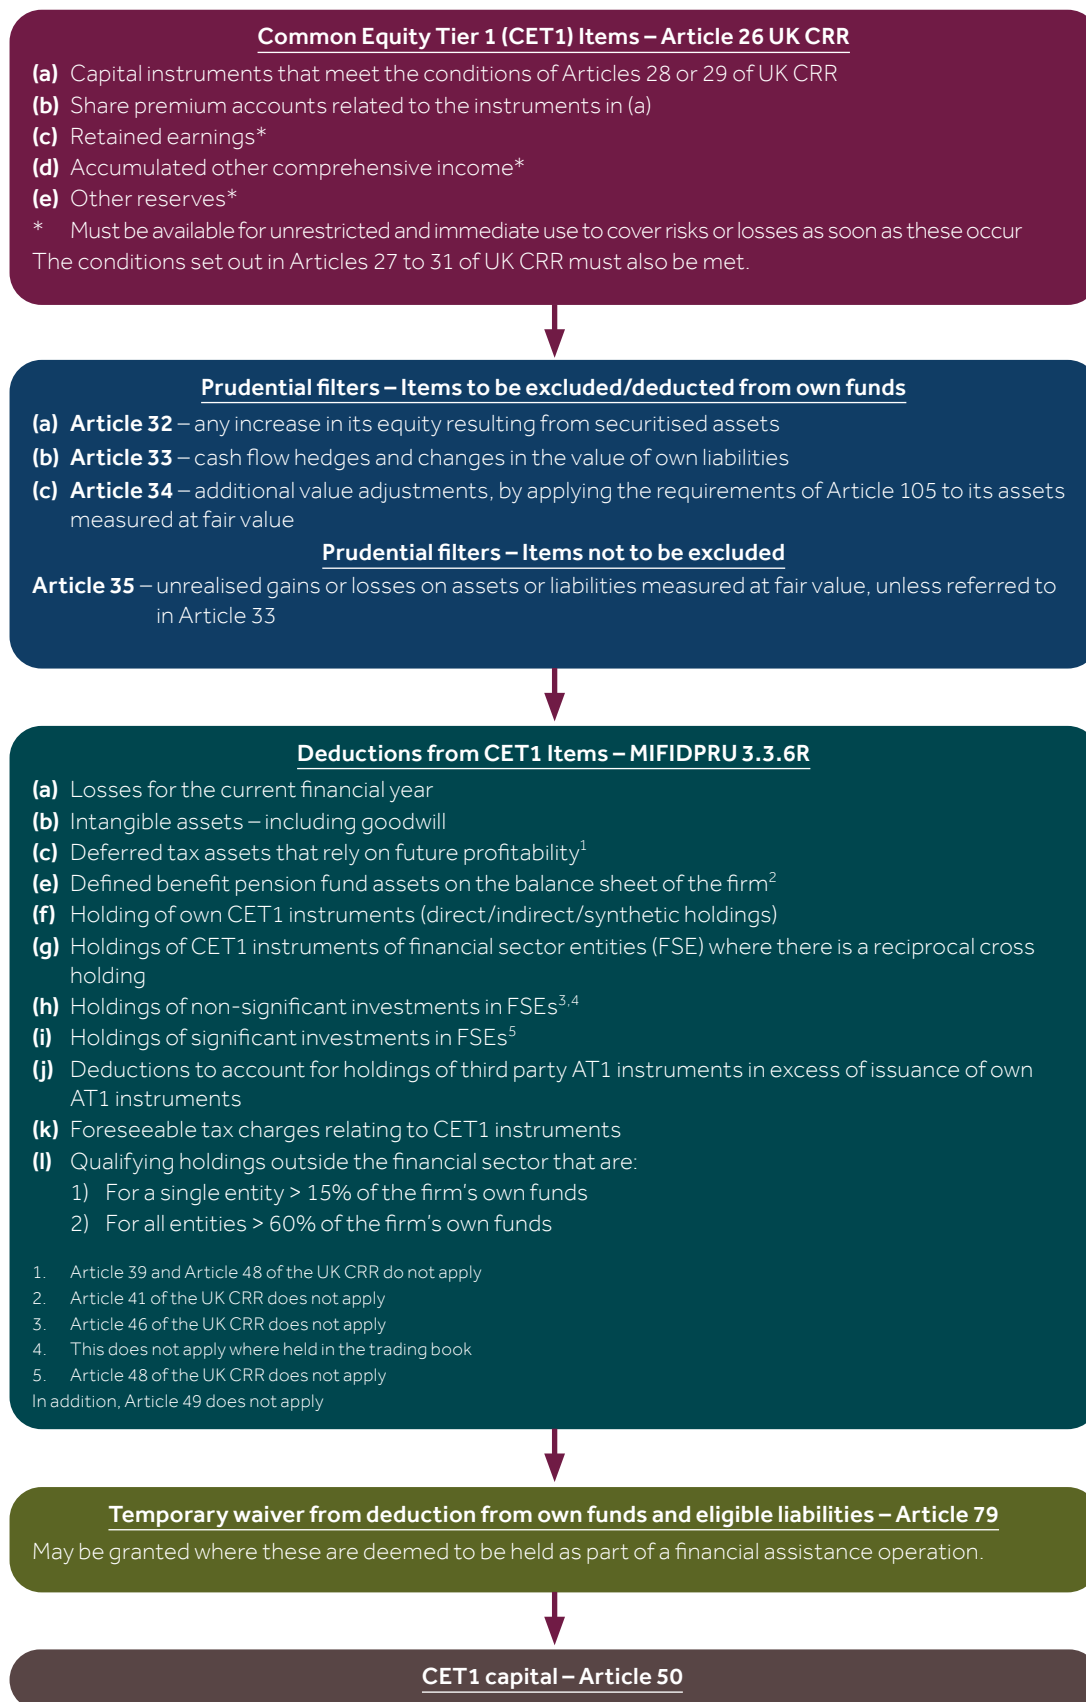 Common Equity Tier 1 (CET1) Items – Article 26 UK CRR
(a) Capital instruments that meet the conditions of Articles 28 or 29 of UK CRR
(b) Share premium accounts related to the instruments in (a)
(c) Retained earnings*
(d) Accumulated other comprehensive income*
(e) Other reserves*
* Must be available for unrestricted and immediate use to cover risks or losses as soon as these occur
The conditions set out in Articles 27 to 31 of UK CRR must also be met.
Prudential filters – Items to be excluded/deducted from own funds
(a) Article 32 – any increase in its equity resulting from securitised assets
(b) Article 33 – cash flow hedges and changes in the value of own liabilities
(c) Article 34 – additional value adjustments, by applying the requirements of Article 105 to its assets
measured at fair value
Prudential filters – Items not to be excluded
Article 35 – unrealised gains or losses on assets or liabilities measured at fair value, unless referred to
in Article 33
Deductions from CET1 Items – MIFIDPRU 3.3.6R
(a) Losses for the current financial year
(b) Intangible assets – including goodwill
(c) Deferred tax assets that rely on future profitability1
(e) Defined benefit pension fund assets on the balance sheet of the firm2
(f) Holding of own CET1 instruments (direct/indirect/synthetic holdings)
(g) Holdings of CET1 instruments of financial sector entities (FSE) where there is a reciprocal cross
holding
(h) Holdings of non-significant investments in FSEs3,4
(i) Holdings of significant investments in FSEs5
(j) Deductions to account for holdings of third party AT1 instruments in excess of issuance of own
AT1 instruments
(k) Foreseeable tax charges relating to CET1 instruments
(l) Qualifying holdings outside the financial sector that are:
1) For a single entity > 15% of the firm's own funds
2) For all entities > 60% of the firm's own funds
1. Article 39 and Article 48 of the UK CRR do not apply
2. Article 41 of the UK CRR does not apply
3. Article 46 of the UK CRR does not apply
4. This does not apply where held in the trading book
5. Article 48 of the UK CRR does not apply
In addition, Article 49 does not apply
Temporary waiver from deduction from own funds and eligible liabilities – Article 79
May be granted where these are deemed to be held as part of a financial assistance operation.
CET1 capital – Article 50